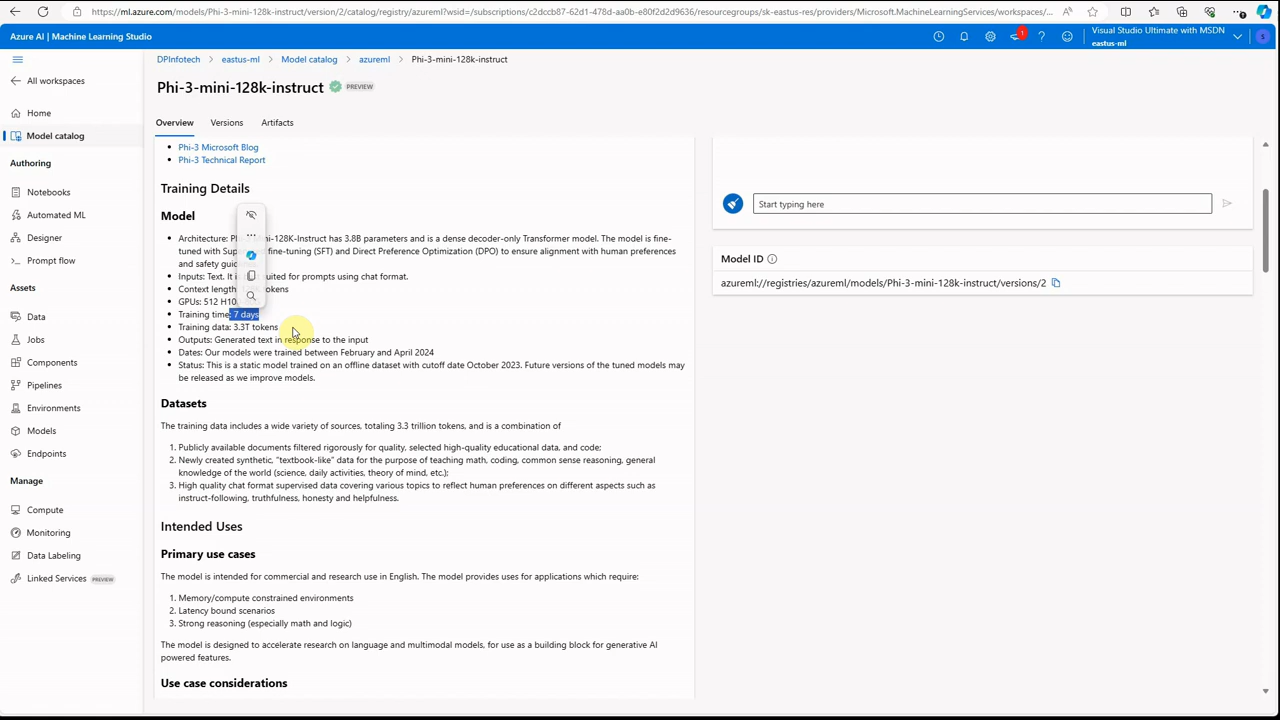 https://ml.azure.com/models/Phi-3-mini-128k-instruct/version/2/catalog/registry/azureml?wsid=/subscriptions/c2dccb87-62d1-478d-aa0b-e80f2d2d9636/resourcegroups/sk-eastus-res/providers/Microsoft.MachineLearningServices/workspaces/...
Azure AI | Machine Learning Studio
1
Visual Studio Ultimate with MSDN
eastus-ml
S
DPInfotech
eastus-ml
Model catalog
azureml
Phi-3-mini-128k-instruct
All workspaces
Home
Model catalog
Authoring
Notebooks
Automated ML
Designer
Prompt flow
Assets
Data
Jobs
Components
Pipelines
Environments
Models
Endpoints
Manage
Compute
Monitoring
Data Labeling
Linked Services PREVIEW
Phi-3-mini-128k-instruct PREVIEW
Overview
Versions
Artifacts
• Phi-3 Microsoft Blog
• Phi-3 Technical Report
Training Details
Model
• Architecture: -128K-Instruct has 3.8B parameters and is a dense decoder-only Transformer model. The model is fine-
tuned with fine-tuning (SFT) and Direct Preference Optimization (DPO) to ensure alignment with human preferences
and safety
• Inputs: Text. It suited for prompts using chat format.
• Context length: tokens
• GPUs: 512
• Training time: 7 days
• Training data: 3.3T tokens
• Outputs: Generated text in response to the input
• Dates: Our models were trained between February and April 2024
• Status: This is a static model trained on an offline dataset with cutoff date October 2023. Future versions of the tuned models may
be released as we improve models.
Datasets
The training data includes a wide variety of sources, totaling 3.3 trillion tokens, and is a combination of
1. Publicly available documents filtered rigorously for quality, selected high-quality educational data, and code;
2. Newly created synthetic, “textbook-like” data for the purpose of teaching math, coding, common sense reasoning, general
knowledge of the world (science, daily activities, theory of mind, etc.);
3. High quality chat format supervised data covering various topics to reflect human preferences on different aspects such as
instruct-following, truthfulness, honesty and helpfulness.
Intended Uses
Primary use cases
The model is intended for commercial and research use in English. The model provides uses for applications which require:
1. Memory/compute constrained environments
2. Latency bound scenarios
3. Strong reasoning (especially math and logic)
The model is designed to accelerate research on language and multimodal models, for use as a building block for generative AI
powered features.
Use case considerations
Start typing here
Model ID
azureml://registries/azureml/models/Phi-3-mini-128k-instruct/versions/2